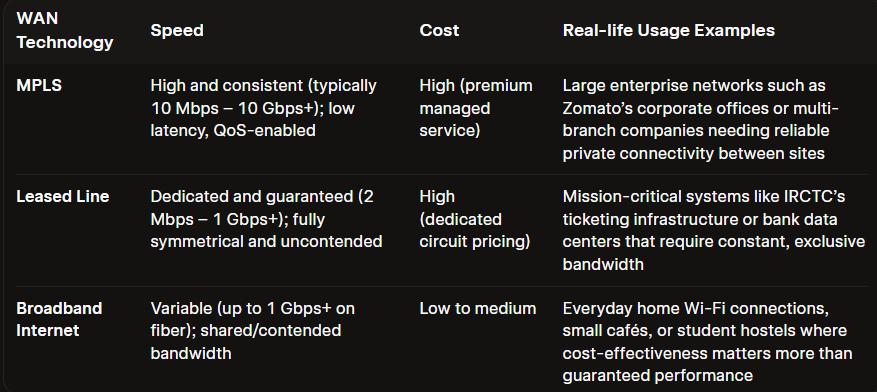 WAN Technology | Speed | Cost | Real-life Usage Examples
MPLS | High and consistent (typically 10 Mbps – 10 Gbps+); low latency, QoS-enabled | High (premium managed service) | Large enterprise networks such as Zomato’s corporate offices or multi-branch companies needing reliable private connectivity between sites
Leased Line | Dedicated and guaranteed (2 Mbps – 1 Gbps+); fully symmetrical and uncontended | High (dedicated circuit pricing) | Mission-critical systems like IRCTC’s ticketing infrastructure or bank data centers that require constant, exclusive bandwidth
Broadband Internet | Variable (up to 1 Gbps+ on fiber); shared/contended bandwidth | Low to medium | Everyday home Wi-Fi connections, small cafés, or student hostels where cost-effectiveness matters more than guaranteed performance